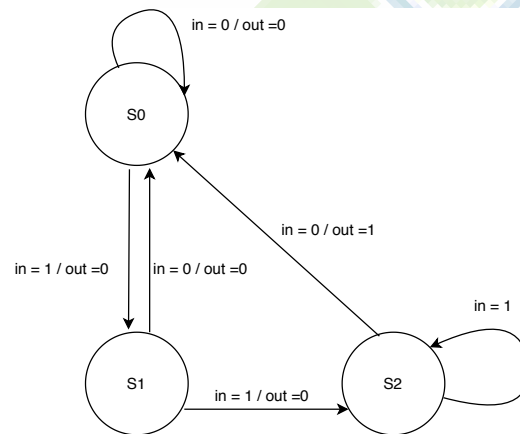 in = 0 / out =0
S0
in = 0 / out =1
in = 1 / out =0
in = 0 / out =0
in = 1
S1
S2
in = 1 / out =0